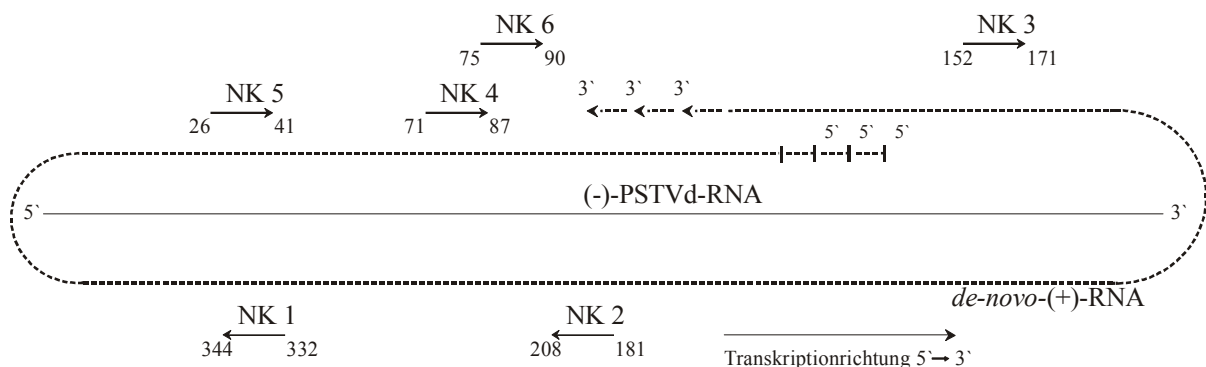 NK 6
75 90
NK 3
152 171
NK 5
26 41
NK 4
71 87
3` 3` 3`
5` 5` 5`
(-)-PSTVd-RNA
5` 3`
de-novo-(+)-RNA
NK 1
344 332
NK 2
208 181
Transkriptionrichtung 5`→3`